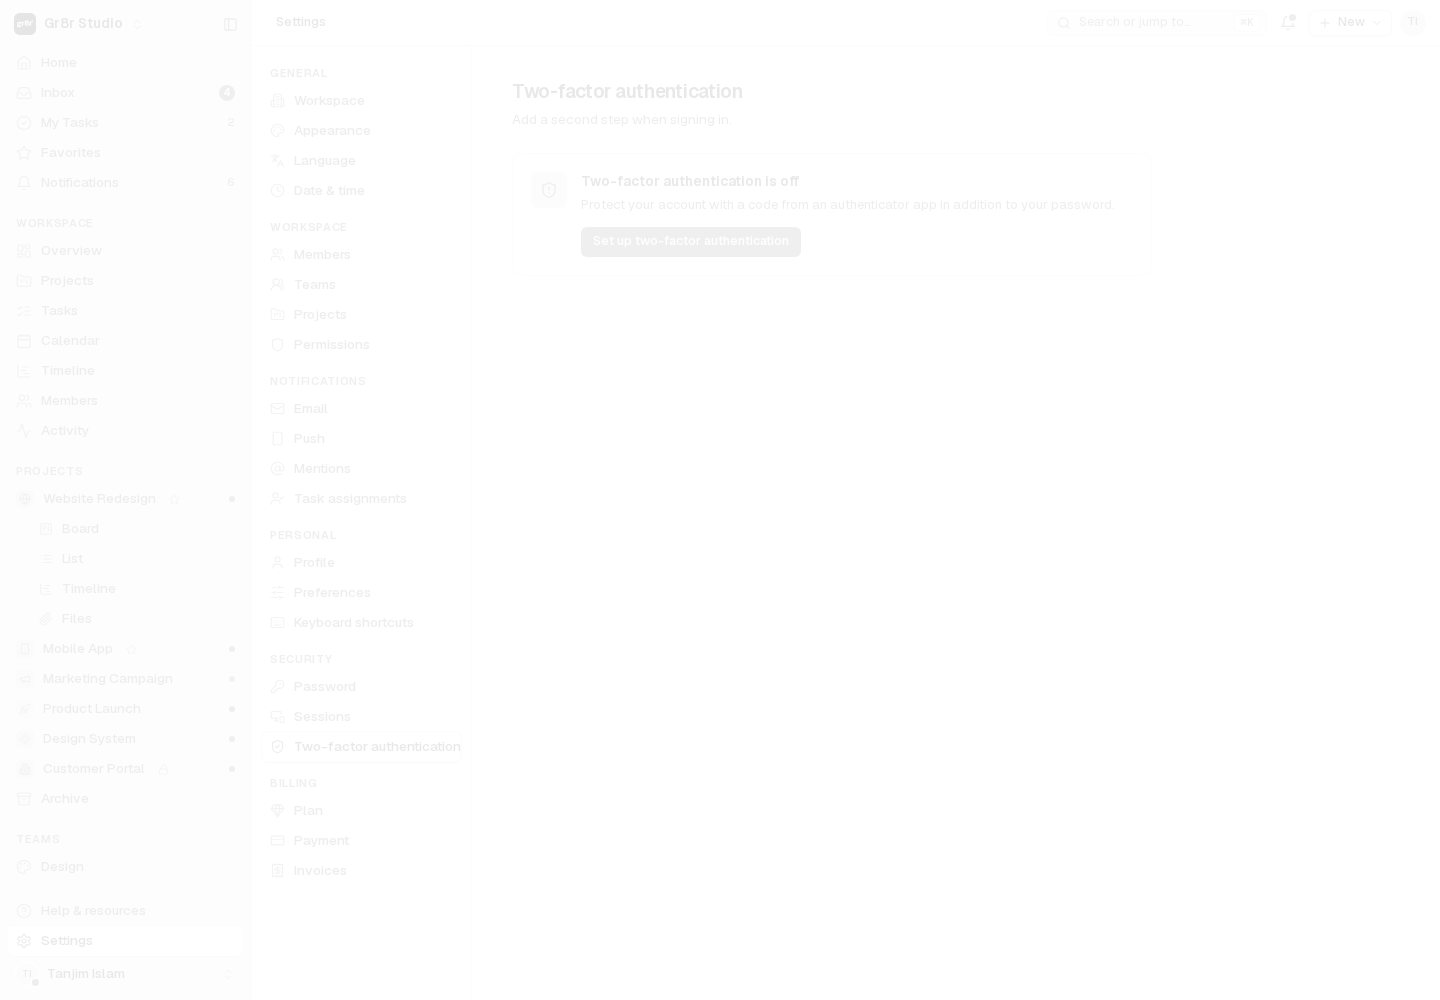 gr8r Gr8r Studio
Home
Inbox 4
My Tasks 2
Favorites
Notifications 6
WORKSPACE
Overview
Projects
Tasks
Calendar
Timeline
Members
Activity
PROJECTS
Website Redesign
Board
List
Timeline
Files
Mobile App
Marketing Campaign
Product Launch
Design System
Customer Portal
Archive
TEAMS
Design
Help & resources
Settings
TI Tanjim Islam
Settings
Search or jump to... ⌘K
New
TI
GENERAL
Workspace
Appearance
Language
Date & time
WORKSPACE
Members
Teams
Projects
Permissions
NOTIFICATIONS
Email
Push
Mentions
Task assignments
PERSONAL
Profile
Preferences
Keyboard shortcuts
SECURITY
Password
Sessions
Two-factor authentication
BILLING
Plan
Payment
Invoices
Two-factor authentication
Add a second step when signing in.
Two-factor authentication is off
Protect your account with a code from an authenticator app in addition to your password.
Set up two-factor authentication